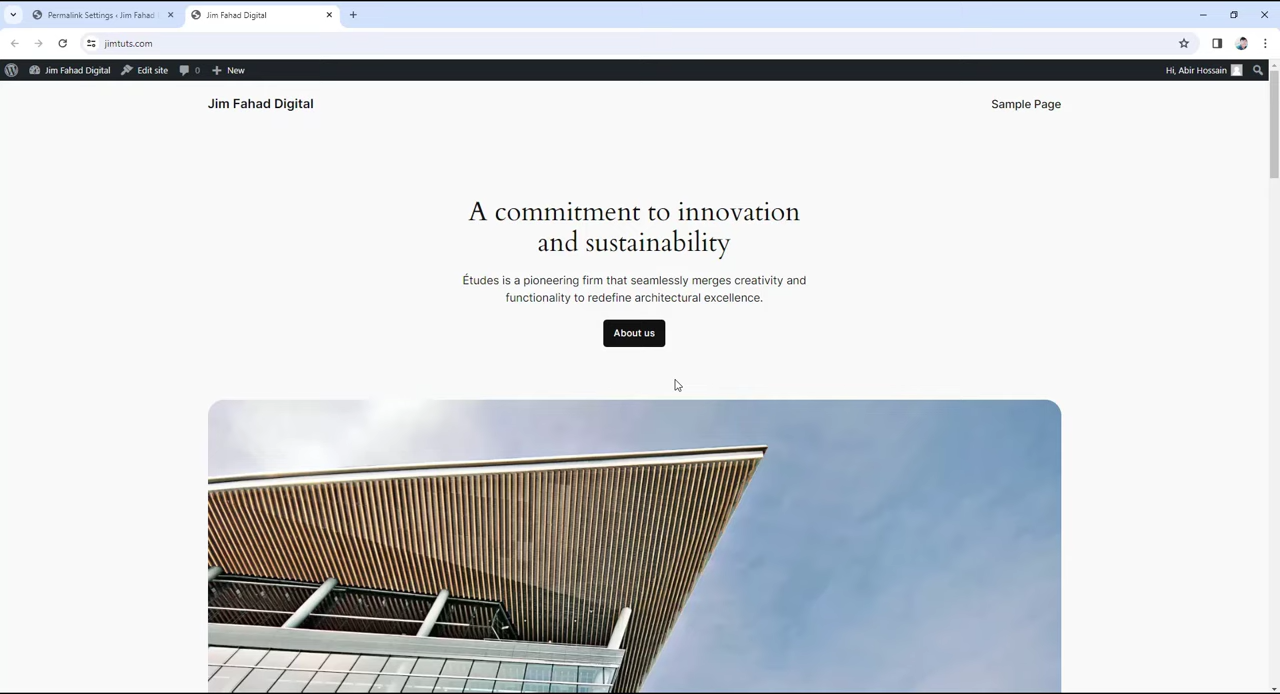 Permalink Settings ‹ Jim Fahad
Jim Fahad Digital
jimtuts.com
Jim Fahad Digital
Edit site
0
New
Hi, Abir Hossain
Jim Fahad Digital
Sample Page
A commitment to innovation
and sustainability
Études is a pioneering firm that seamlessly merges creativity and
functionality to redefine architectural excellence.
About us